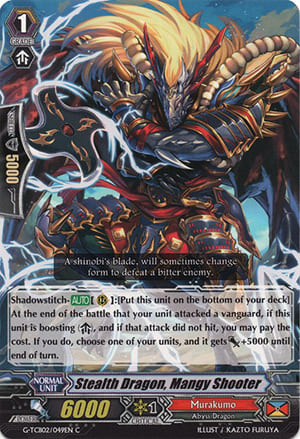 1
GRADE
5000
A shinobi's blade, will sometimes change
form to defeat a bitter enemy.
Shadowstitch-AUTO[ ]:[Put this unit on the bottom of your deck]
At the end of the battle that your unit attacked a vanguard, if this
unit is boosting , and if that attack did not hit, you may pay the
cost. If you do, choose one of your units, and it gets +5000 until
end of turn.
NORMAL
UNIT
Stealth Dragon, Mangy Shooter
6000
1
CRITICAL
Murakumo
Abyss Dragon
G-TCB02/049EN C
ILLUST / KAZTO FURUYA